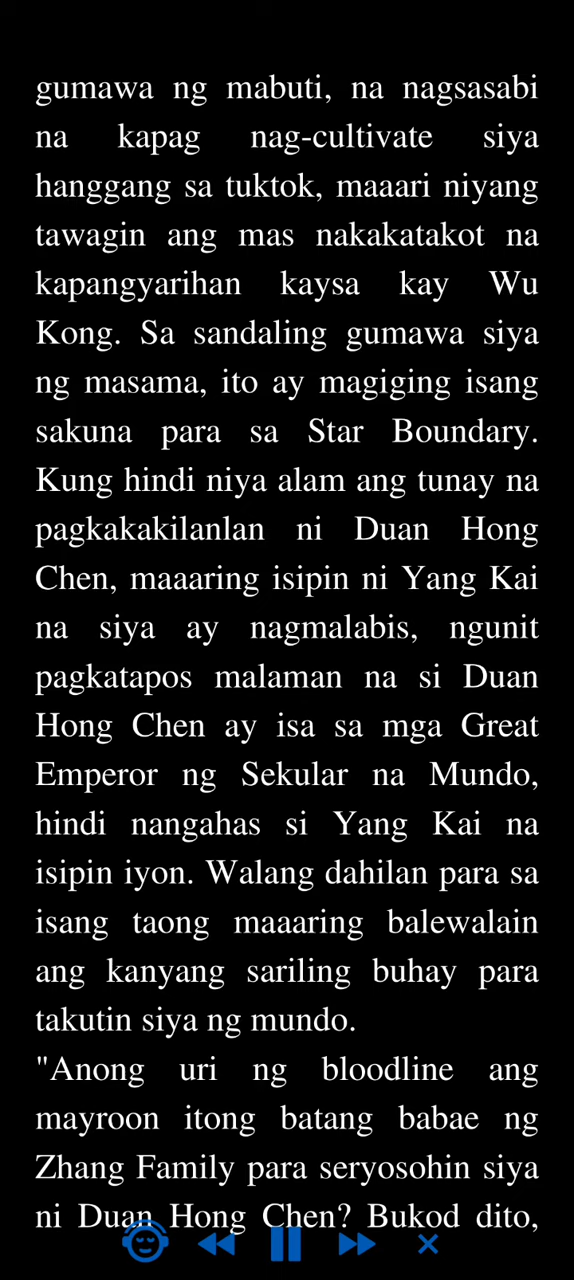 gumawa ng mabuti, na nagsasabi
na kapag nag-cultivate siya
hanggang sa tuktok, maaari niyang
tawagin ang mas nakakatakot na
kapangyarihan kaysa kay Wu
Kong. Sa sandaling gumawa siya
ng masama, ito ay magiging isang
sakuna para sa Star Boundary.
Kung hindi niya alam ang tunay na
pagkakakilanlan ni Duan Hong
Chen, maaaring isipin ni Yang Kai
na siya ay nagmalabis, ngunit
pagkatapos malaman na si Duan
Hong Chen ay isa sa mga Great
Emperor ng Sekular na Mundo,
hindi nangahas si Yang Kai na
isipin iyon. Walang dahilan para sa
isang taong maaaring balewalain
ang kanyang sariling buhay para
takutin siya ng mundo.
"Anong uri ng bloodline ang
mayroon itong batang babae ng
Zhang Family para seryosohin siya
ni Duan Hong Chen? Bukod dito,